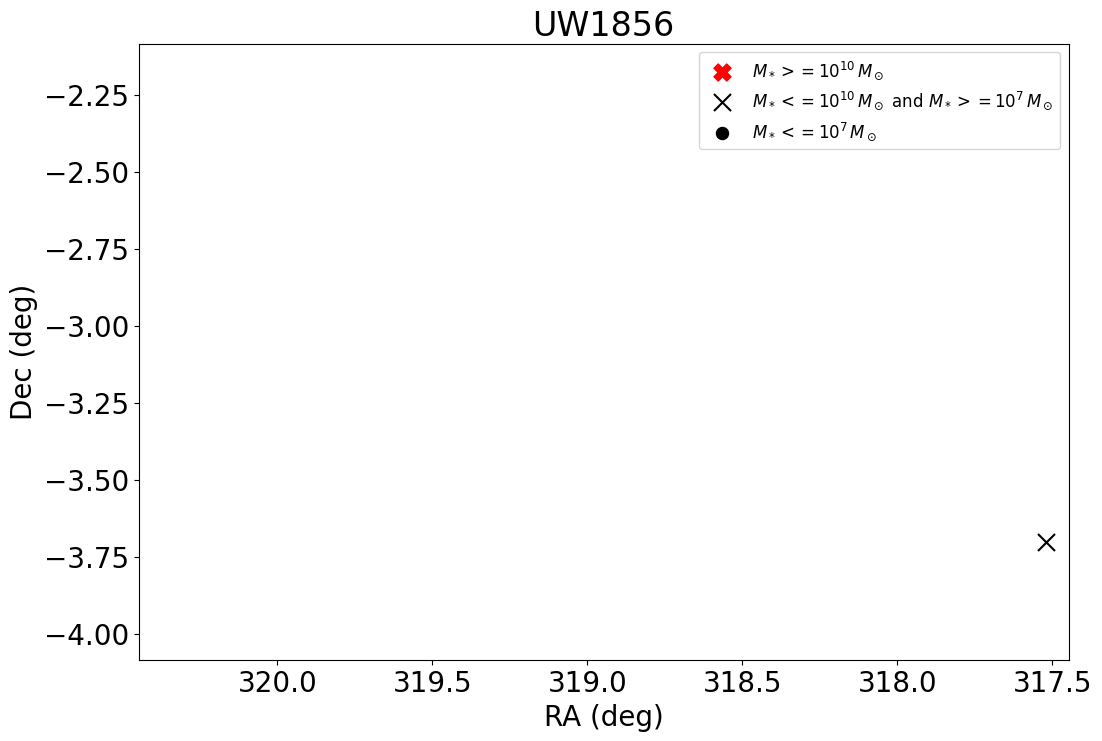 UW1856
M* >= 10^10 M⊙
M* <= 10^10 M⊙ and M* >= 10^7 M⊙
M* <= 10^7 M⊙
−2.25
−2.50
−2.75
−3.00
−3.25
−3.50
−3.75
−4.00
Dec (deg)
320.0 319.5 319.0 318.5 318.0 317.5
RA (deg)